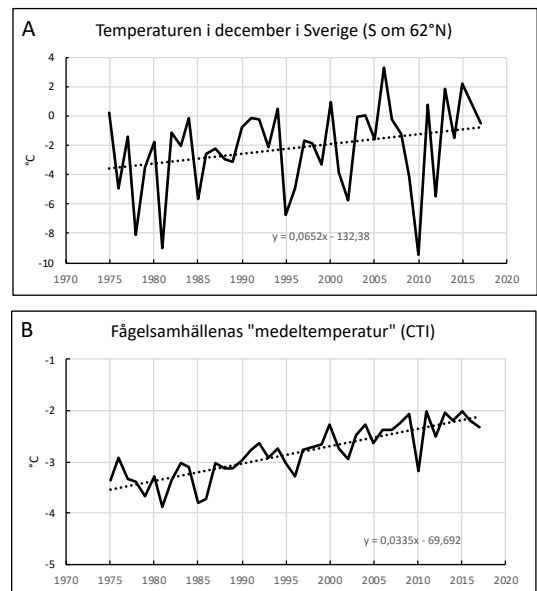 A
Temperaturen i december i Sverige (S om 62°N)
4
2
0
-2
-4
-6
-8
-10
°C
y = 0,0652x - 132,38
1970 1975 1980 1985 1990 1995 2000 2005 2010 2015 2020
B
Fågelsamhällenas "medeltemperatur" (CTI)
-1
-2
-3
-4
-5
°C
y = 0,0335x - 69,692
1970 1975 1980 1985 1990 1995 2000 2005 2010 2015 2020